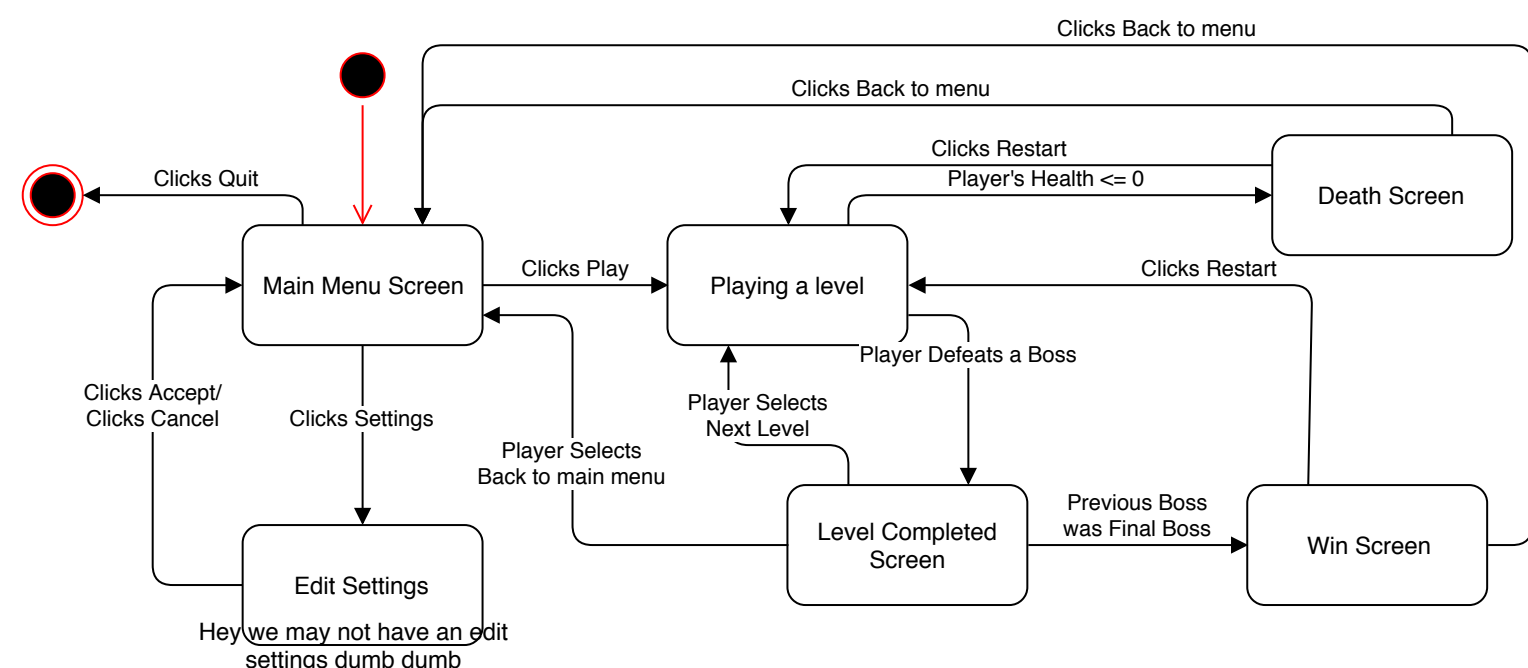 Clicks Back to menu
Clicks Back to menu
Clicks Restart
Clicks Quit
Player's Health <= 0
Death Screen
Main Menu Screen
Clicks Play
Playing a level
Clicks Restart
Player Defeats a Boss
Clicks Accept/
Clicks Cancel
Clicks Settings
Player Selects
Next Level
Player Selects
Back to main menu
Previous Boss
was Final Boss
Level Completed
Screen
Win Screen
Edit Settings
Hey we may not have an edit
settings dumb dumb